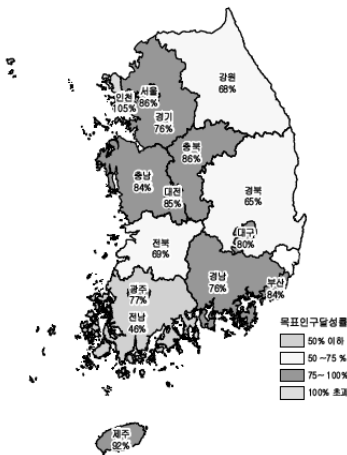 강원
68%
서울
86%
인천
105%
경기
76%
충북
86%
충남
84%
대전
85%
경북
65%
대구
80%
전북
69%
경남
76%
부산
84%
광주
77%
전남
46%
제주
92%
목표인구달성률
50% 이하
50~75 %
75~100%
100% 초과